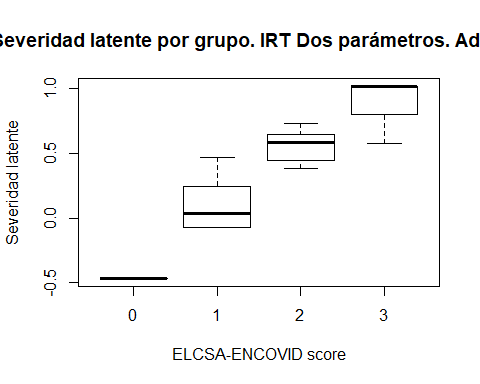 Severidad latente por grupo. IRT Dos parámetros. Ad
Severidad latente
1.0
0.5
0.0
-0.5
0
1
2
3
ELCSA-ENCOVID score